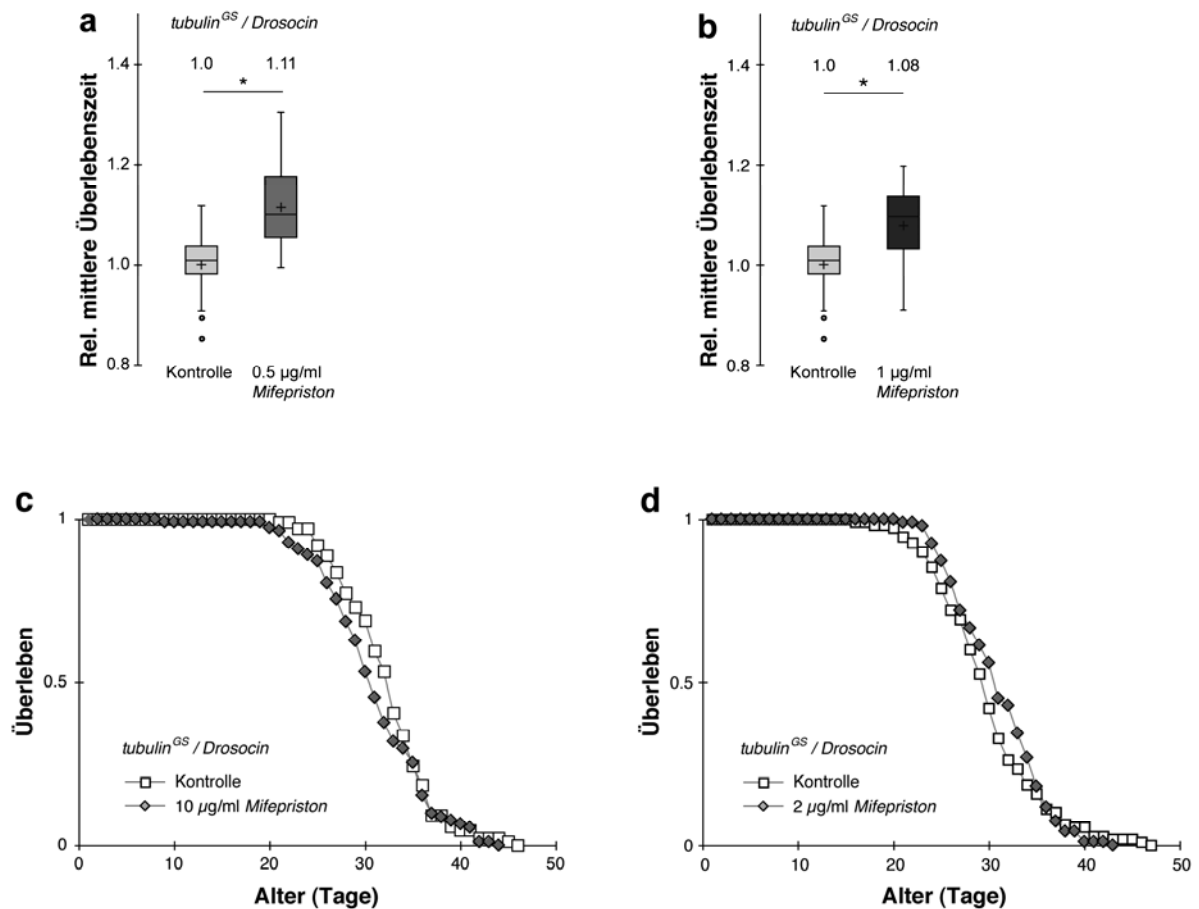 a
tubulin^GS / Drosocin
1.0 1.11
*
1.4
1.2
1.0
0.8
Rel. mittlere Überlebenszeit
Kontrolle
0.5 µg/ml
Mifepriston
b
tubulin^GS / Drosocin
1.0 1.08
*
1.4
1.2
1.0
0.8
Rel. mittlere Überlebenszeit
Kontrolle
1 µg/ml
Mifepriston
c
1
0.5
0
Überleben
tubulin^GS / Drosocin
Kontrolle
10 µg/ml Mifepriston
0 10 20 30 40 50
Alter (Tage)
d
1
0.5
0
Überleben
tubulin^GS / Drosocin
Kontrolle
2 µg/ml Mifepriston
0 10 20 30 40 50
Alter (Tage)